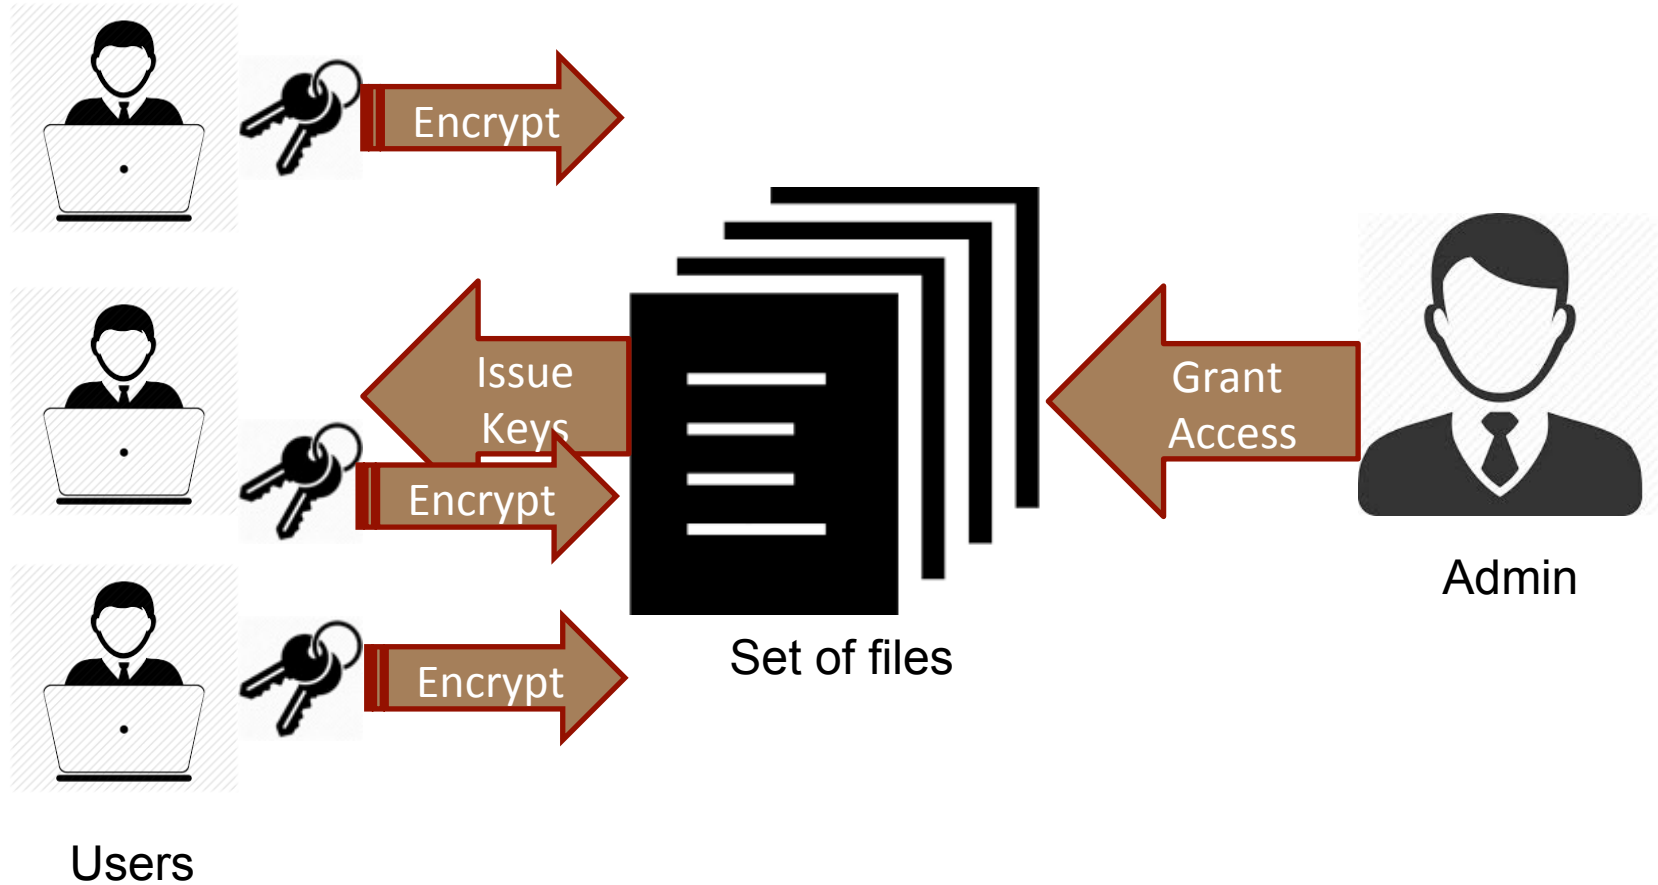 Encrypt
Issue
Keys
Grant
Access
Encrypt
Admin
Set of files
Encrypt
Users